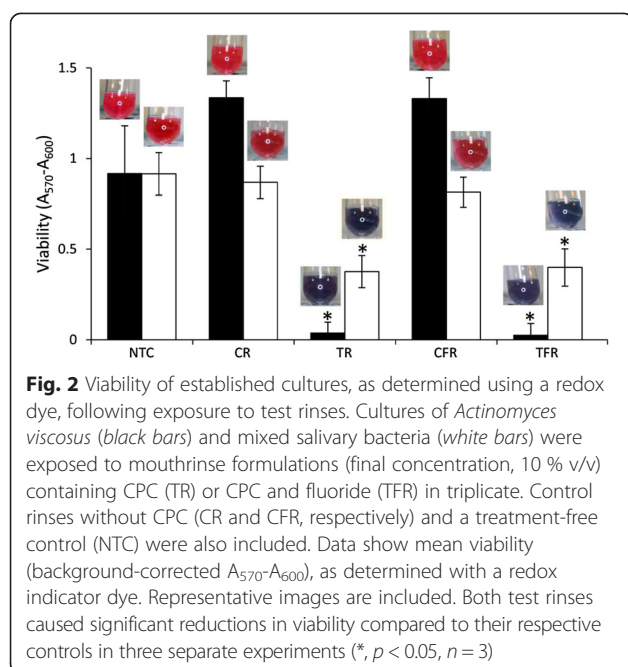 1.5
1
0.5
0
Viability (A570-A600)
* * * *
NTC CR TR CFR TFR
Fig. 2 Viability of established cultures, as determined using a redox
dye, following exposure to test rinses. Cultures of Actinomyces
viscosus (black bars) and mixed salivary bacteria (white bars) were
exposed to mouthrinse formulations (final concentration, 10 % v/v)
containing CPC (TR) or CPC and fluoride (TFR) in triplicate. Control
rinses without CPC (CR and CFR, respectively) and a treatment-free
control (NTC) were also included. Data show mean viability
(background-corrected A570-A600), as determined with a redox
indicator dye. Representative images are included. Both test rinses
caused significant reductions in viability compared to their respective
controls in three separate experiments (*, p < 0.05, n = 3)